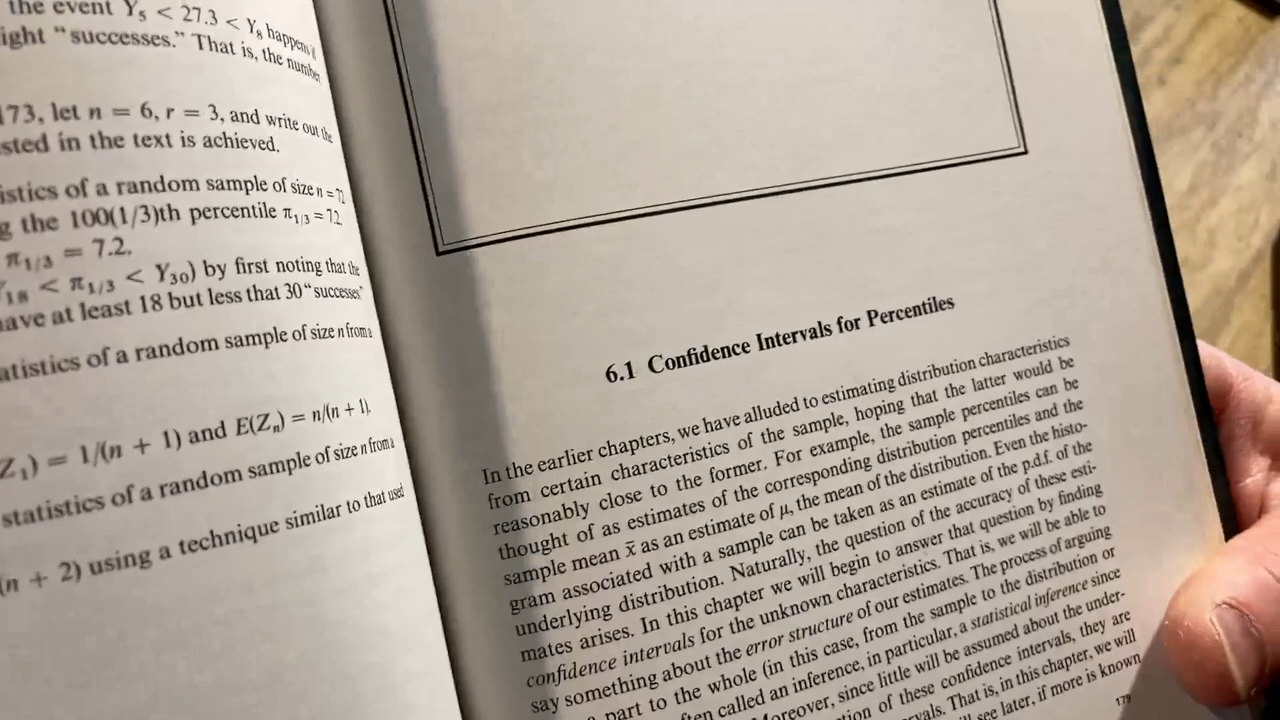 the event Y₅ < 27.3 < Y₈ happens if
ight “successes.” That is, the number
173, let n = 6, r = 3, and write out the
sted in the text is achieved.
istics of a random sample of size n = 72
g the 100(1/3)th percentile π₁/₃ = 7.2.
π₁/₃ = 7.2.
Y₁₈ < π₁/₃ < Y₃₀) by first noting that the
have at least 18 but less that 30 “successes”
atistics of a random sample of size n from a
Z₁) = 1/(n + 1) and E(Zₙ) = n/(n + 1).
statistics of a random sample of size n from a
(n + 2) using a technique similar to that used
6.1 Confidence Intervals for Percentiles
In the earlier chapters, we have alluded to estimating distribution characteristics
from certain characteristics of the sample, hoping that the latter would be
reasonably close to the former. For example, the sample percentiles can be
thought of as estimates of the corresponding distribution percentiles and the
sample mean x̄ as an estimate of μ, the mean of the distribution. Even the histo-
gram associated with a sample can be taken as an estimate of the p.d.f. of the
underlying distribution. Naturally, the question of the accuracy of these esti-
mates arises. In this chapter we will begin to answer that question by finding
confidence intervals for the unknown characteristics. That is, we will be able to
say something about the error structure of our estimates. The process of arguing
part to the whole (in this case, from the sample to the distribution or
ften called an inference, in particular, a statistical inference since
Moreover, since little will be assumed about the under-
tion of these confidence intervals, they are
rvals. That is, in this chapter, we will
see later, if more is known
179